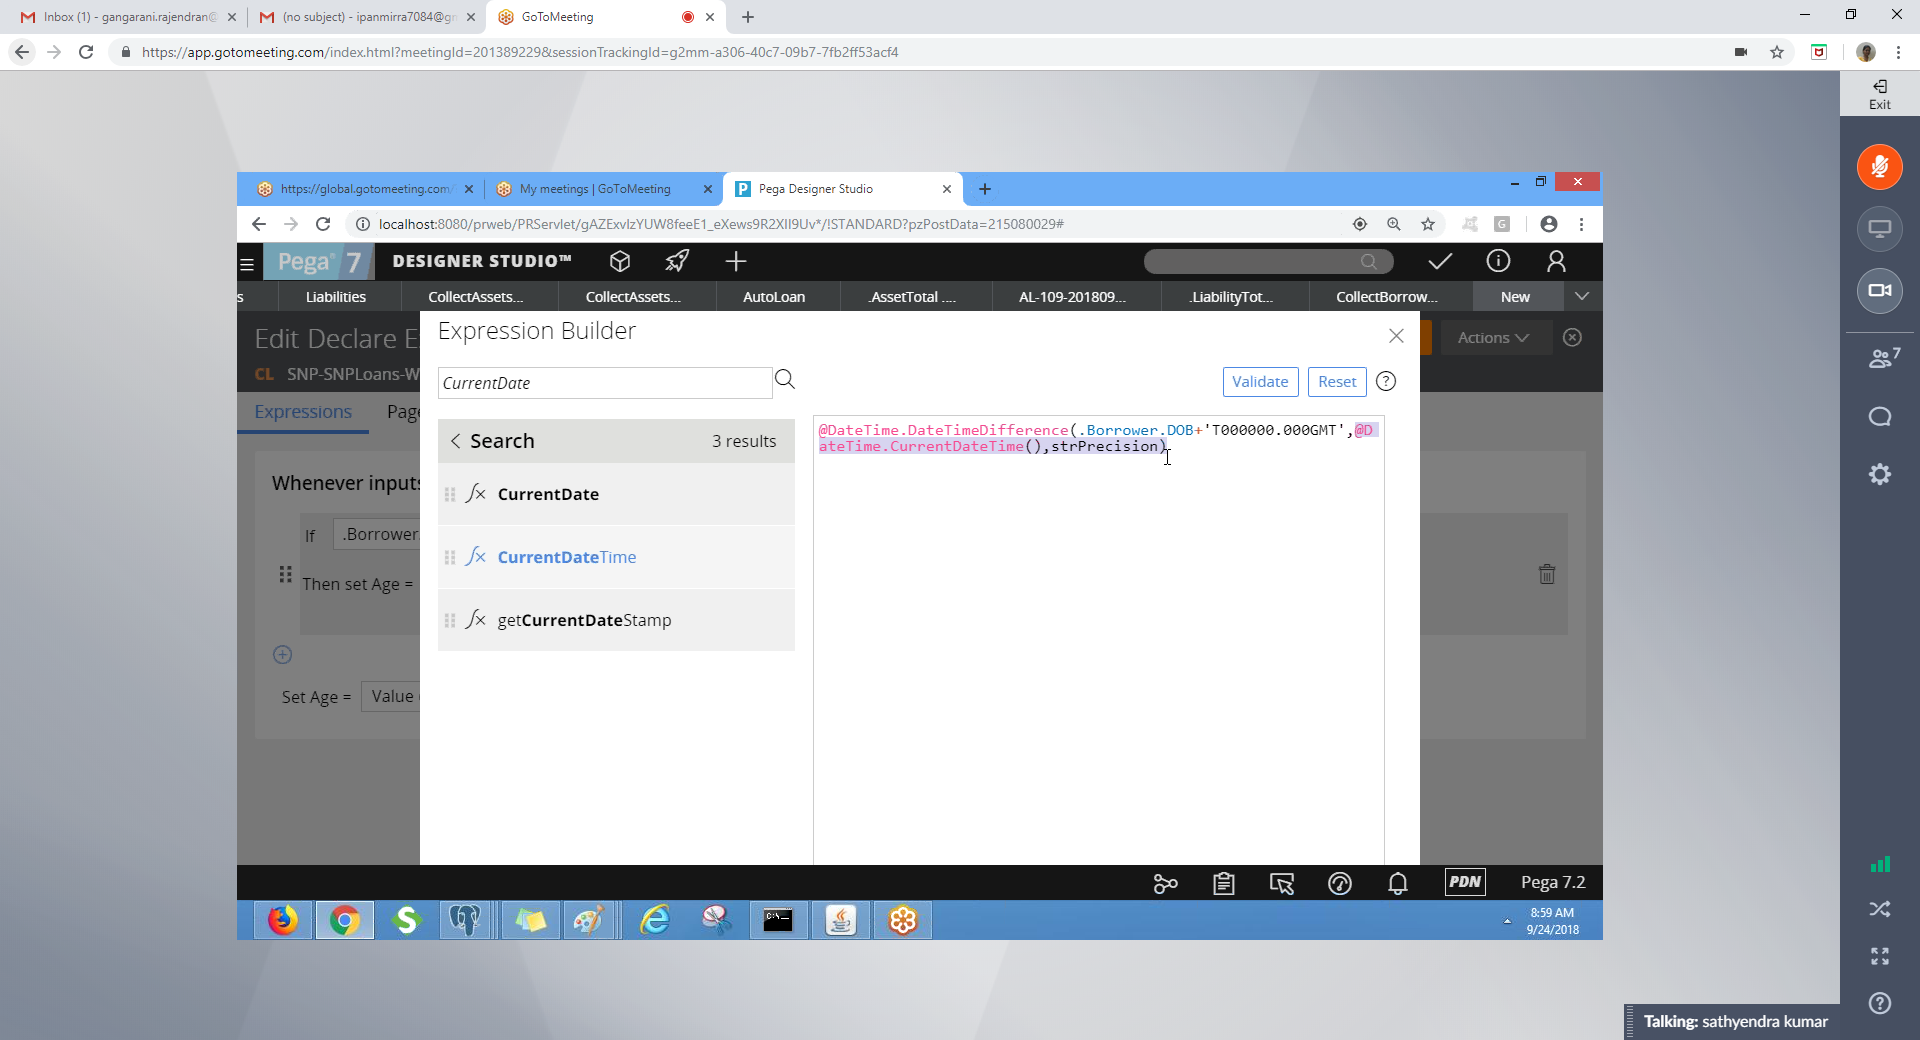 Inbox (1) - gangarani.rajendran@
(no subject) - ipanmirra7084@gm
GoToMeeting
https://app.gotomeeting.com/index.html?meetingId=201389229&sessionTrackingId=g2mm-a306-40c7-09b7-7fb2ff53acf4
Exit
https://global.gotomeeting.com/
My meetings | GoToMeeting
Pega Designer Studio
localhost:8080/prweb/PRServlet/gAZExvlzYUW8feeE1_eXews9R2XIl9Uv*/!STANDARD?pzPostData=215080029#
Pega 7
DESIGNER STUDIO™
s
Liabilities
CollectAssets...
CollectAssets...
AutoLoan
.AssetTotal ....
AL-109-201809...
.LiabilityTot...
CollectBorrow...
New
Edit Declare E
Expression Builder
Actions
CL SNP-SNPLoans-W
CurrentDate
Validate
Reset
?
7
Expressions
Page
Search
3 results
@DateTime.DateTimeDifference(.Borrower.DOB+'T000000.000GMT',@D
ateTime.CurrentDateTime(),strPrecision)
Whenever inputs
CurrentDate
If
.Borrower.
CurrentDateTime
Then set Age =
getCurrentDateStamp
Set Age =
Value
PDN
Pega 7.2
C:\_
8:59 AM
9/24/2018
Talking: sathyendra kumar